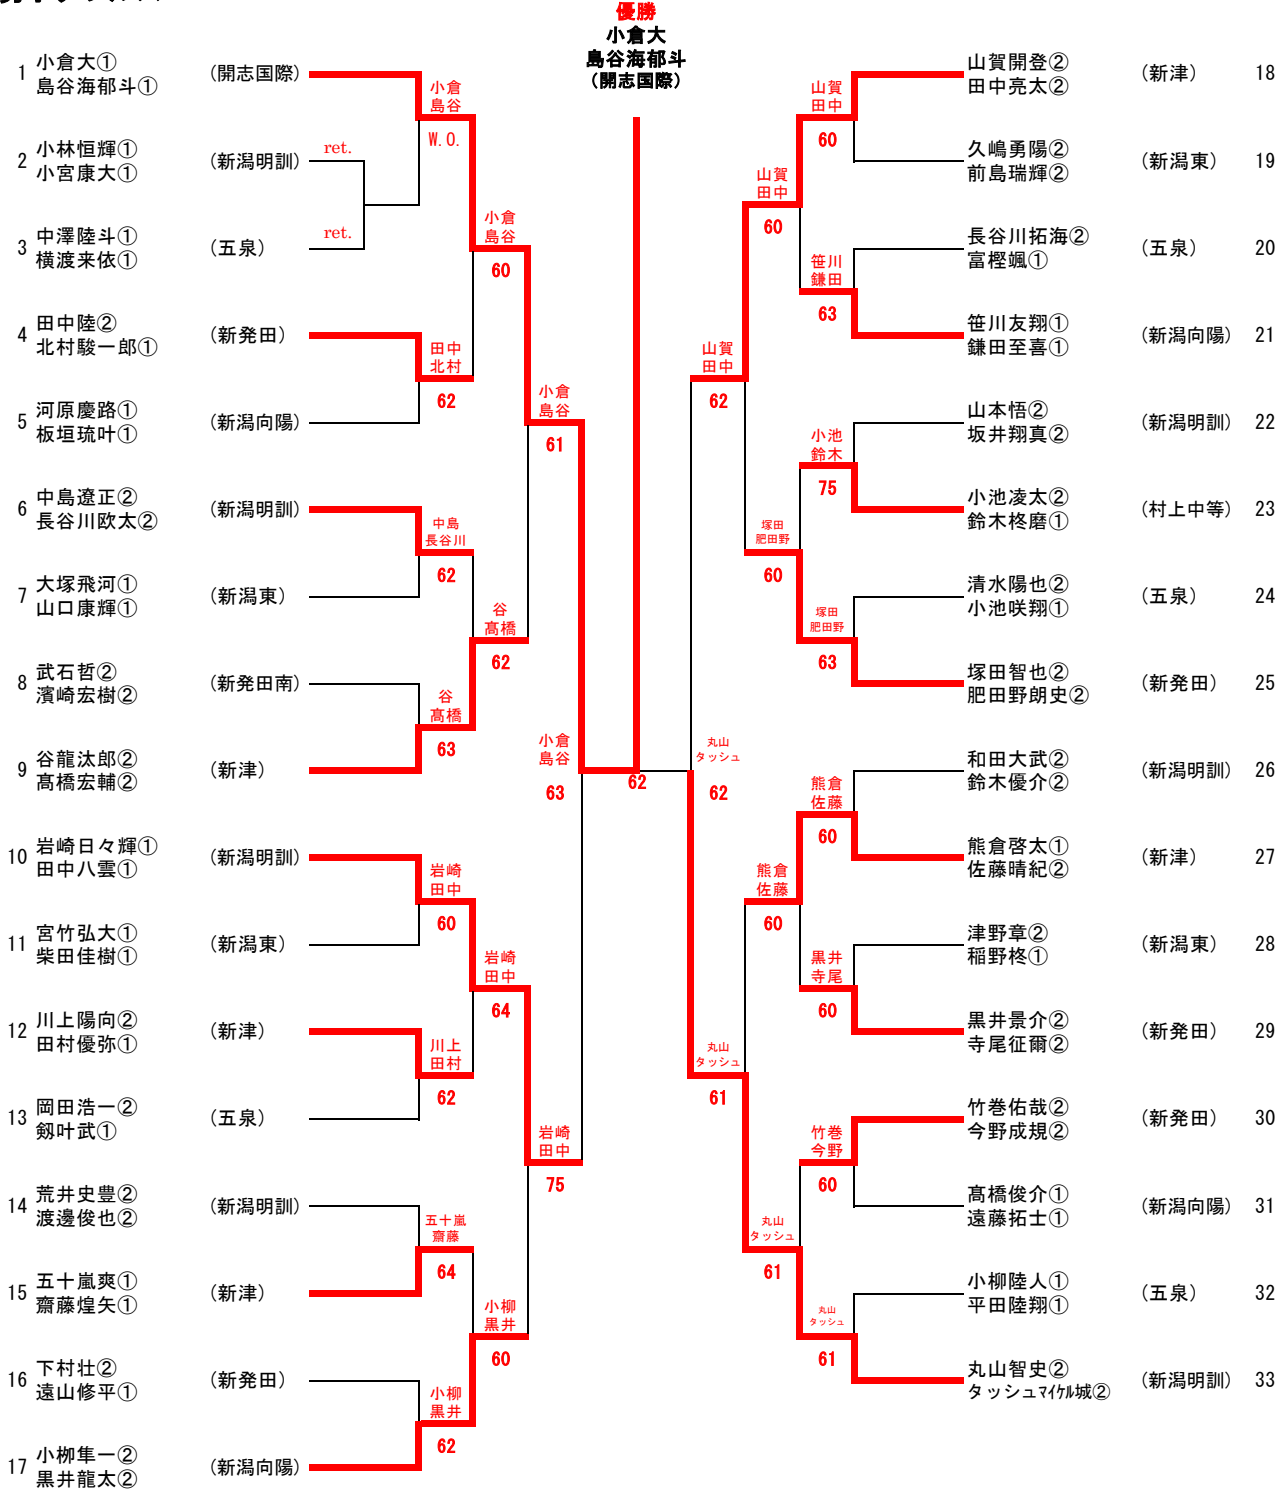 優勝
小倉大
島谷海郁斗
(開志国際)
1 小倉大① (開志国際)
島谷海郁斗①
2 小林恒輝① (新潟明訓) ret.
小宮康大①
3 中澤陸斗① (五泉) ret.
横渡来依①
4 田中陸② (新発田)
北村駿一郎①
5 河原慶路① (新潟向陽)
板垣琉叶①
6 中島遼正② (新潟明訓)
長谷川欧太②
7 大塚飛河① (新潟東)
山口康輝①
8 武石哲② (新発田南)
濱崎宏樹②
9 谷龍汰郎② (新津)
髙橋宏輔②
10 岩崎日々輝① (新潟明訓)
田中八雲①
11 宮竹弘大① (新潟東)
柴田佳樹①
12 川上陽向② (新津)
田村優弥①
13 岡田浩一② (五泉)
剱叶武①
14 荒井史豊② (新潟明訓)
渡邊俊也②
15 五十嵐爽① (新津)
齋藤煌矢①
16 下村壮② (新発田)
遠山修平①
17 小栁隼一② (新潟向陽)
黒井龍太②
小倉
島谷
W.O.
田中
北村
62
中島
長谷川
62
谷
髙橋
63
岩崎
田中
60
川上
田村
62
五十嵐
齋藤
64
小柳
黒井
62
小倉
島谷
60
谷
髙橋
62
岩崎
田中
64
小柳
黒井
60
小倉
島谷
61
岩崎
田中
75
小倉
島谷
63
62
丸山
タッシュ
62
山賀
田中
62
丸山
タッシュ
61
山賀
田中
60
塚田
肥田野
60
熊倉
佐藤
60
丸山
タッシュ
61
山賀
田中
60
笹川
鎌田
63
小池
鈴木
75
塚田
肥田野
63
熊倉
佐藤
60
黒井
寺尾
60
竹巻
今野
60
丸山
タッシュ
61
山賀開登② (新津) 18
田中亮太②
久嶋勇陽② (新潟東) 19
前島瑞輝②
長谷川拓海② (五泉) 20
富樫颯①
笹川友翔① (新潟向陽) 21
鎌田至喜①
山本悟② (新潟明訓) 22
坂井翔真②
小池凌太② (村上中等) 23
鈴木柊磨①
清水陽也② (五泉) 24
小池咲翔①
塚田智也② (新発田) 25
肥田野朗史②
和田大武② (新潟明訓) 26
鈴木優介②
熊倉啓太① (新津) 27
佐藤晴紀②
津野章② (新潟東) 28
稲野柊①
黒井景介② (新発田) 29
寺尾征爾②
竹巻佑哉② (新発田) 30
今野成規②
髙橋俊介① (新潟向陽) 31
遠藤拓士①
小柳陸人① (五泉) 32
平田陸翔①
丸山智史② (新潟明訓) 33
タッシュマイケル城②